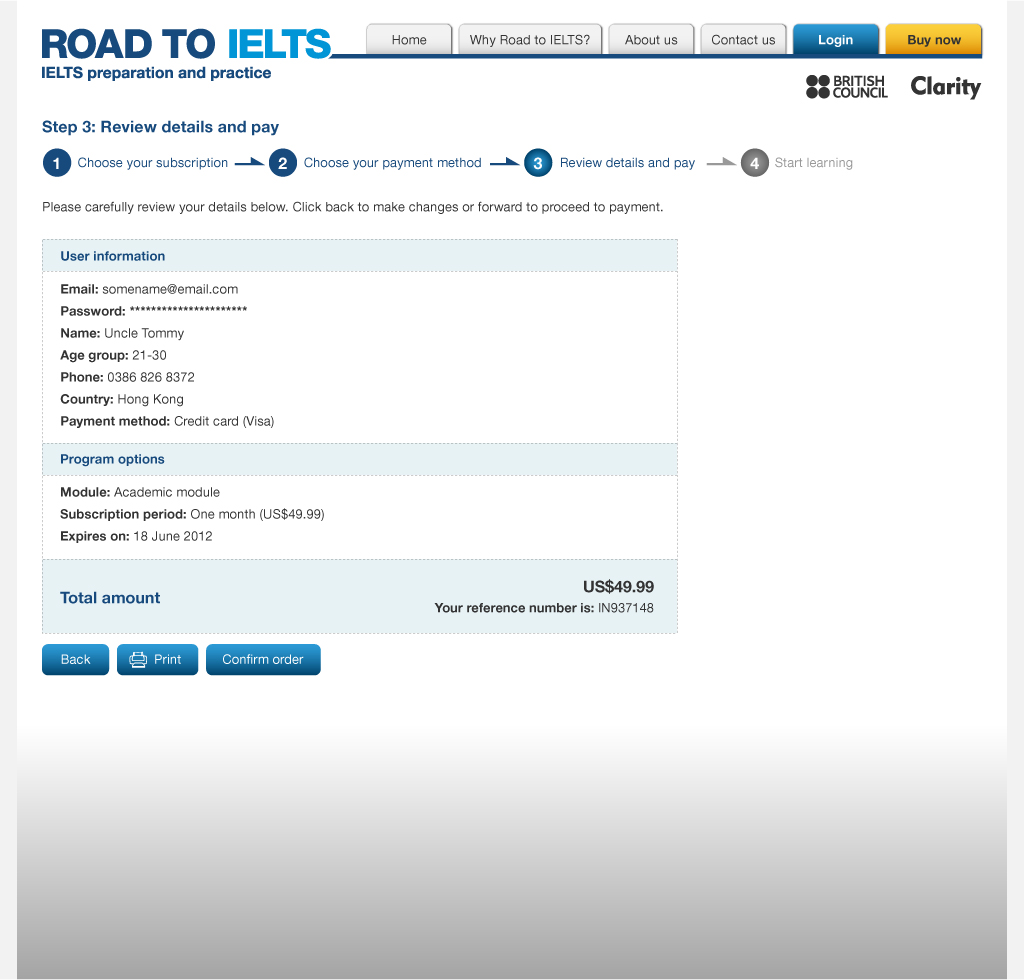 ROAD TO IELTS
IELTS preparation and practice
Home
Why Road to IELTS?
About us
Contact us
Login
Buy now
BRITISH
COUNCIL
Clarity
Step 3: Review details and pay
1 Choose your subscription
2 Choose your payment method
3 Review details and pay
4 Start learning
Please carefully review your details below. Click back to make changes or forward to proceed to payment.
User information
Email: somename@email.com
Password: **********************
Name: Uncle Tommy
Age group: 21-30
Phone: 0386 826 8372
Country: Hong Kong
Payment method: Credit card (Visa)
Program options
Module: Academic module
Subscription period: One month (US$49.99)
Expires on: 18 June 2012
Total amount
US$49.99
Your reference number is: IN937148
Back
Print
Confirm order